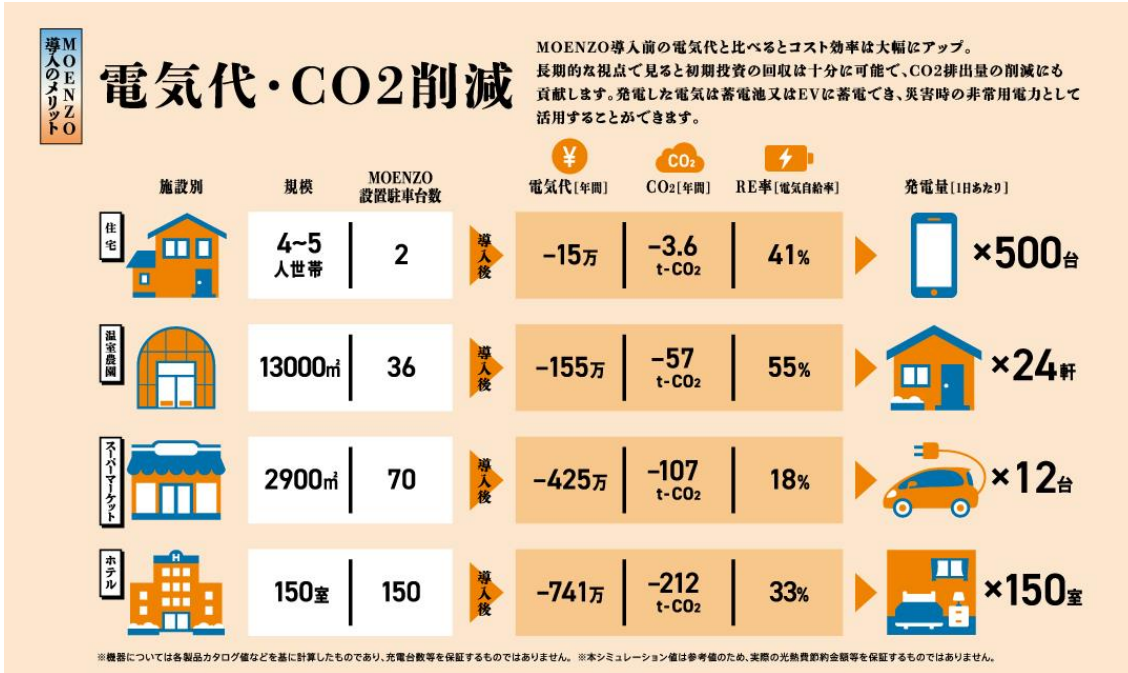 MOENZO
導入のメリット
電気代・CO2削減
MOENZO導入前の電気代と比べるとコスト効率は大幅にアップ。
長期的な視点で見ると初期投資の回収は十分に可能で、CO2排出量の削減にも
貢献します。発電した電気は蓄電池又はEVに蓄電でき、災害時の非常用電力として
活用することができます。
¥
CO₂
施設別
規模
MOENZO
設置駐車台数
電気代[年間]
CO₂[年間]
RE率[電気自給率]
発電量[1日あたり]
住宅
4~5
人世帯
2
導入後
-15万
-3.6
t-CO₂
41%
×500台
温室農園
13000㎡
36
導入後
-155万
-57
t-CO₂
55%
×24軒
スーパーマーケット
2900㎡
70
導入後
-425万
-107
t-CO₂
18%
×12台
ホテル
H
150室
150
導入後
-741万
-212
t-CO₂
33%
×150室
※機器については各製品カタログ値などを基に計算したものであり、充電台数等を保証するものではありません。 ※本シミュレーション値は参考値のため、実際の光熱費節約金額等を保証するものではありません。